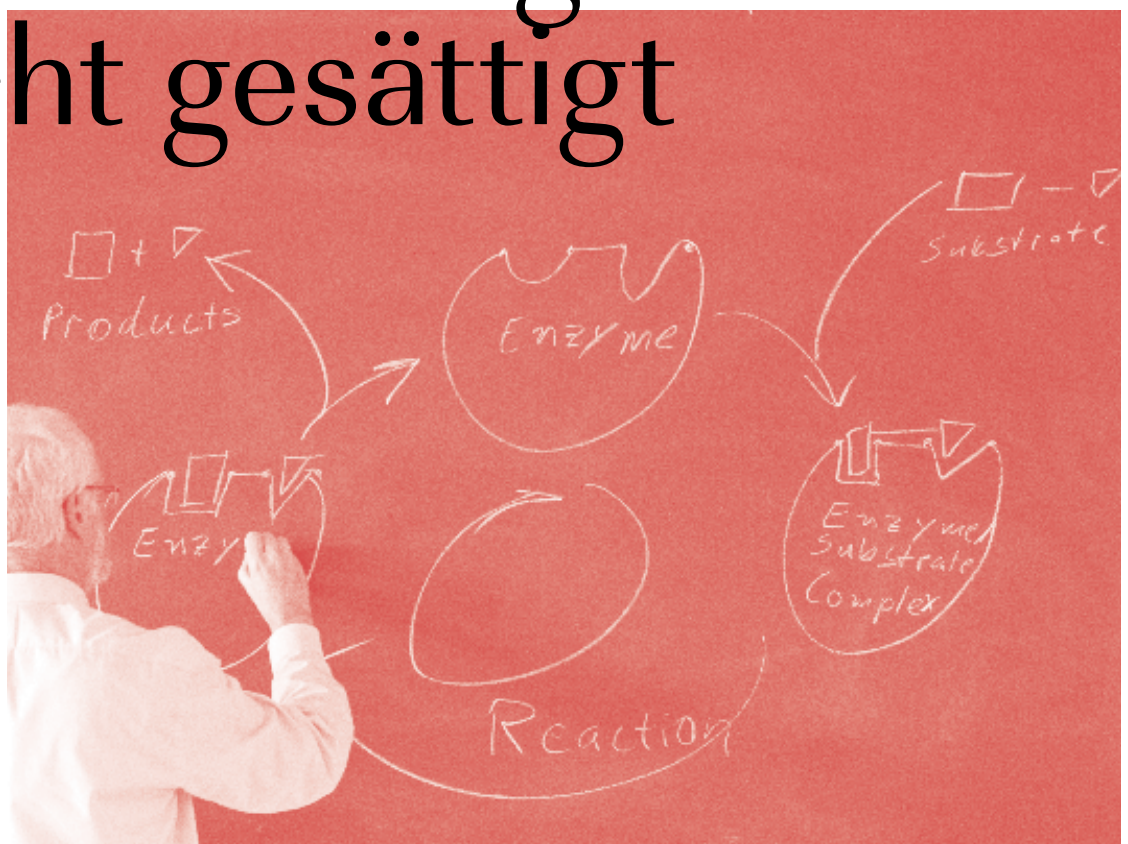 ht gesättigt
Substrate
+
Products
Enzyme
Enzy
Enzyme
Substrate
Complex
Reaction